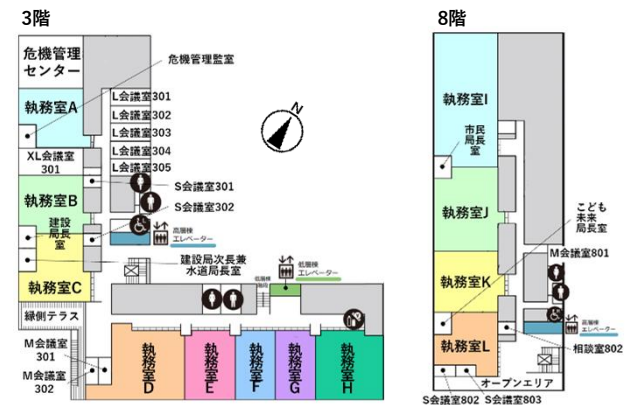 3階
危機管理
センター
危機管理監室
執務室A
L会議室301
L会議室302
L会議室303
L会議室304
L会議室305
XL会議室
301
S会議室301
執務室B
S会議室302
建設
局長
室
高層棟
エレベーター
建設局次長兼
水道局長室
執務室C
低層棟
エレベーター
低層棟
階段
縁側テラス
M会議室
301
M会議室
302
執務室D
執務室E
執務室F
執務室G
執務室H
N
8階
執務室I
市民
局長
室
執務室J
こども
未来
局長室
M会議室801
執務室K
高層棟
エレベーター
執務室L
相談室802
オープンエリア
S会議室802
S会議室803